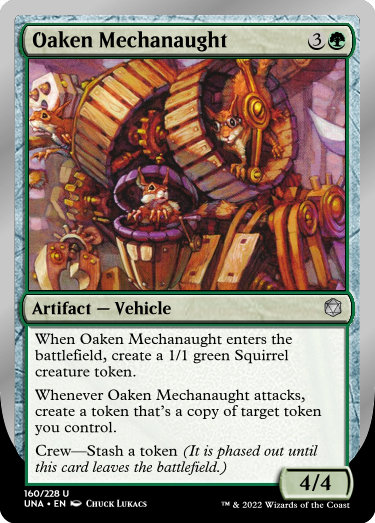 Oaken Mechanaught 3
Artifact — Vehicle
When Oaken Mechanaught enters the
battlefield, create a 1/1 green Squirrel
creature token.
Whenever Oaken Mechanaught attacks,
create a token that's a copy of target token
you control.
Crew—Stash a token (It is phased out until
this card leaves the battlefield.)
4/4
160/228 U
UNA • EN Chuck Lukacs
™ & 2022 Wizards of the Coast